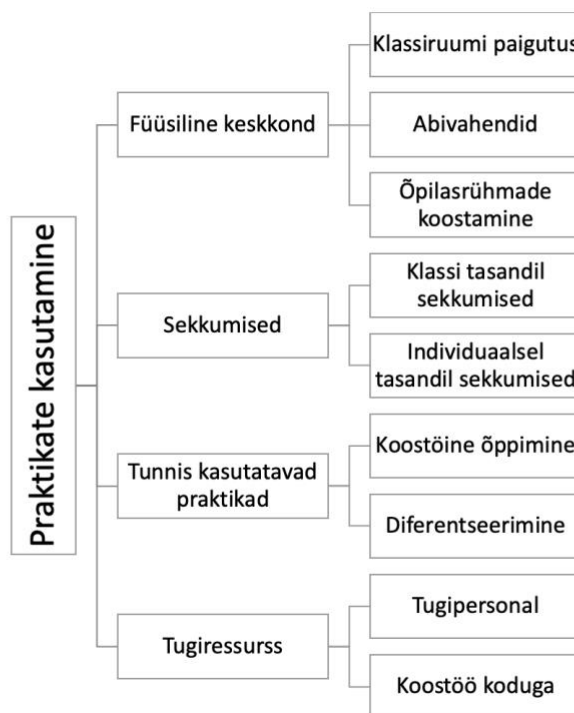 Praktikate kasutamine
Füüsiline keskkond
Klassiruumi paigutus
Abivahendid
Õpilasrühmade
koostamine
Sekkumised
Klassi tasandil
sekkumised
Individuaalsel
tasandil sekkumised
Tunnis kasutatavad
praktikad
Koostöine õppimine
Diferentseerimine
Tugiressurss
Tugipersonal
Koostöö koduga